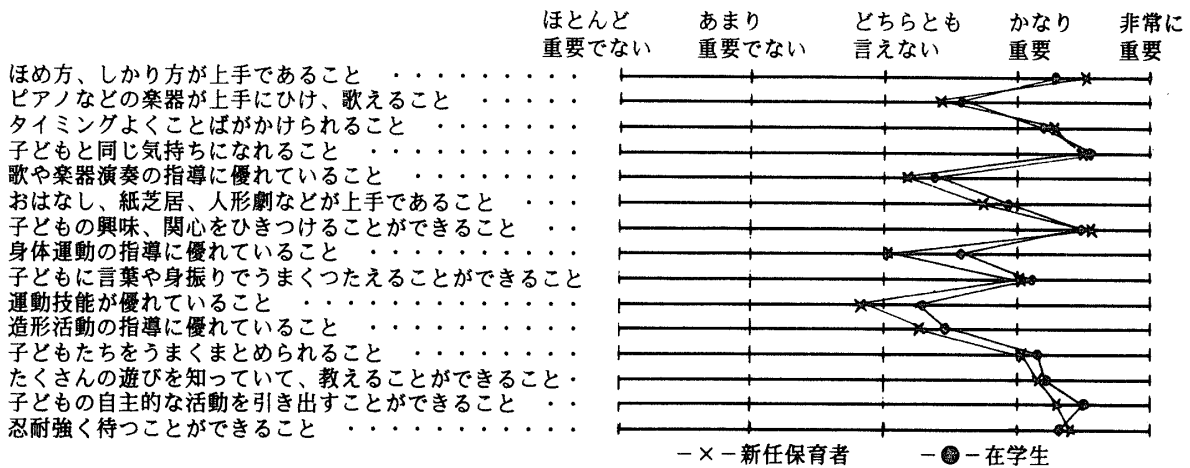 ほとんど　あまり　どちらとも　かなり　非常に
重要でない　重要でない　言えない　重要　重要
ほめ方、しかり方が上手であること ・・・・・・・・・
ピアノなどの楽器が上手にひけ、歌えること ・・・・・
タイミングよくことばがかけられること ・・・・・・・
子どもと同じ気持ちになれること ・・・・・・・・・・
歌や楽器演奏の指導に優れていること ・・・・・・・・
おはなし、紙芝居、人形劇などが上手であること ・・・
子どもの興味、関心をひきつけることができること ・・
身体運動の指導に優れていること ・・・・・・・・・・
子どもに言葉や身振りでうまくつたえることができること
運動技能が優れていること ・・・・・・・・・・・・・
造形活動の指導に優れていること ・・・・・・・・・・
子どもたちをうまくまとめられること ・・・・・・・・
たくさんの遊びを知っていて、教えることができること・
子どもの自主的な活動を引き出すことができること ・・
忍耐強く待つことができること ・・・・・・・・・・・
－×－新任保育者　－●－在学生